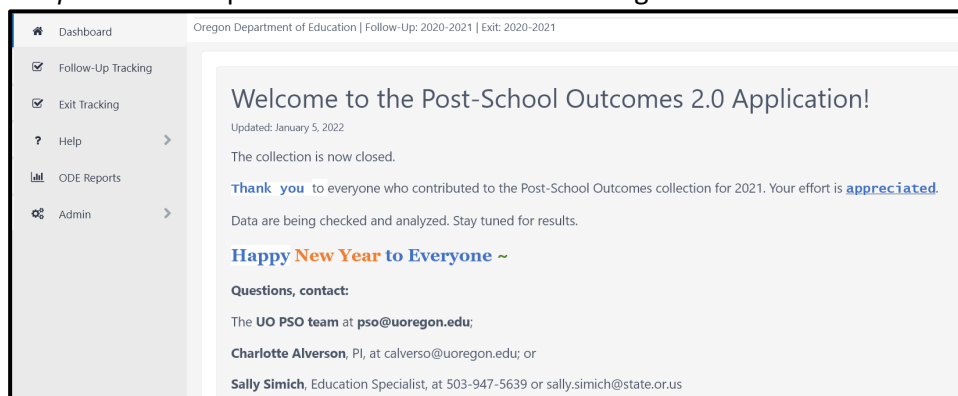 Dashboard
Follow-Up Tracking
Exit Tracking
? Help >
ODE Reports
Admin >
Oregon Department of Education | Follow-Up: 2020-2021 | Exit: 2020-2021
Welcome to the Post-School Outcomes 2.0 Application!
Updated: January 5, 2022
The collection is now closed.
Thank you to everyone who contributed to the Post-School Outcomes collection for 2021. Your effort is appreciated.
Data are being checked and analyzed. Stay tuned for results.
Happy New Year to Everyone ~
Questions, contact:
The UO PSO team at pso@uoregon.edu;
Charlotte Alverson, PI, at calverso@uoregon.edu; or
Sally Simich, Education Specialist, at 503-947-5639 or sally.simich@state.or.us